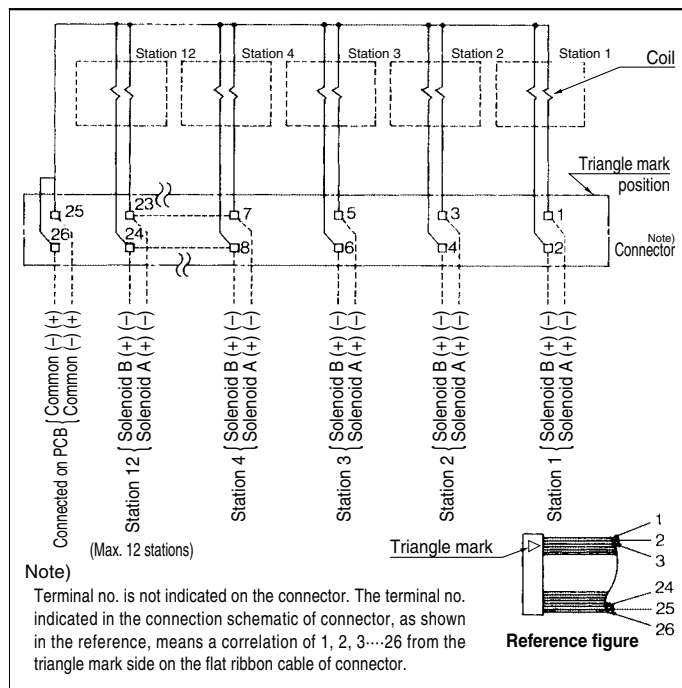 Station 12 Station 4 Station 3 Station 2 Station 1
Coil
Triangle mark
position
25 23 7 5 3 1
26 24 8 6 4 2
Note)
Connector
Connected on PCB { Common (–) (+)
Common (–) (+)
Station 12 { Solenoid B (+) (–)
Solenoid A (+) (–)
Station 4 { Solenoid B (+) (–)
Solenoid A (+) (–)
Station 3 { Solenoid B (+) (–)
Solenoid A (+) (–)
Station 2 { Solenoid B (+) (–)
Solenoid A (+) (–)
Station 1 { Solenoid B (+) (–)
Solenoid A (+) (–)
(Max. 12 stations)
Triangle mark
1
2
3
24
25
26
Reference figure
Note)
Terminal no. is not indicated on the connector. The terminal no.
indicated in the connection schematic of connector, as shown
in the reference, means a correlation of 1, 2, 3····26 from the
triangle mark side on the flat ribbon cable of connector.